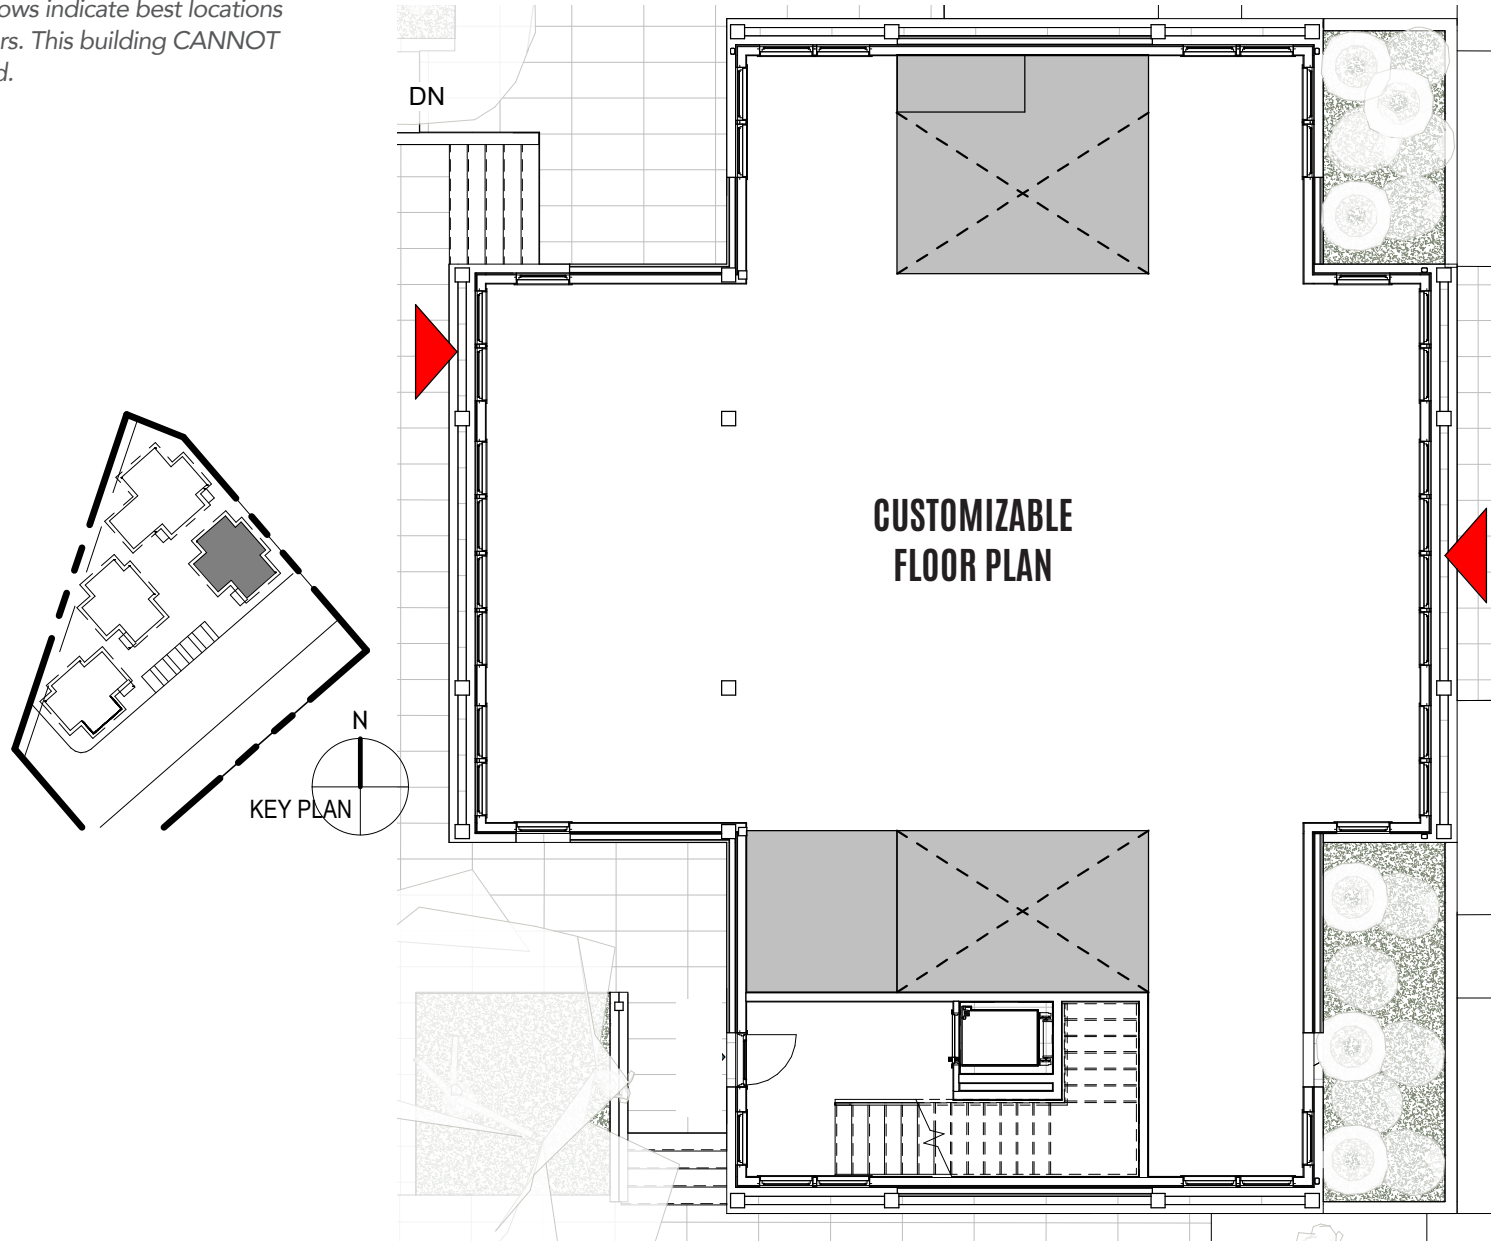 ows indicate best locations
rs. This building CANNOT
d.
DN
CUSTOMIZABLE
FLOOR PLAN
N
KEY PLAN